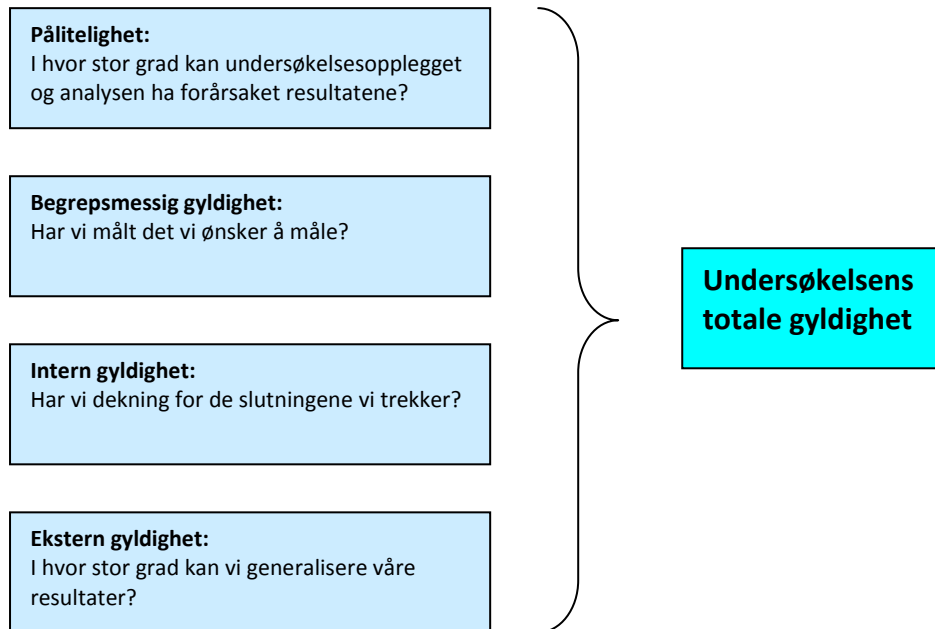 Pålitelighet:
I hvor stor grad kan undersøkelsesopplegget
og analysen ha forårsaket resultatene?
Begrepsmessig gyldighet:
Har vi målt det vi ønsker å måle?
Undersøkelsens
totale gyldighet
Intern gyldighet:
Har vi dekning for de slutningene vi trekker?
Ekstern gyldighet:
I hvor stor grad kan vi generalisere våre
resultater?